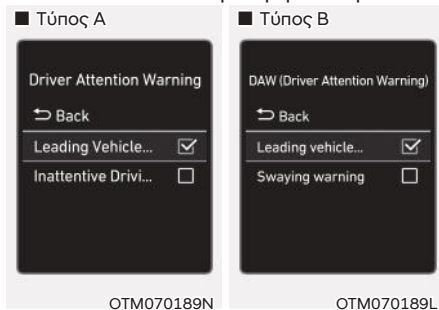 ■ Τύπος A
■ Τύπος B
Driver Attention Warning
⮌ Back
Leading Vehicle...
Inattentive Drivi...
DAW (Driver Attention Warning)
⮌ Back
Leading vehicle...
Swaying warning
OTM070189N
OTM070189L